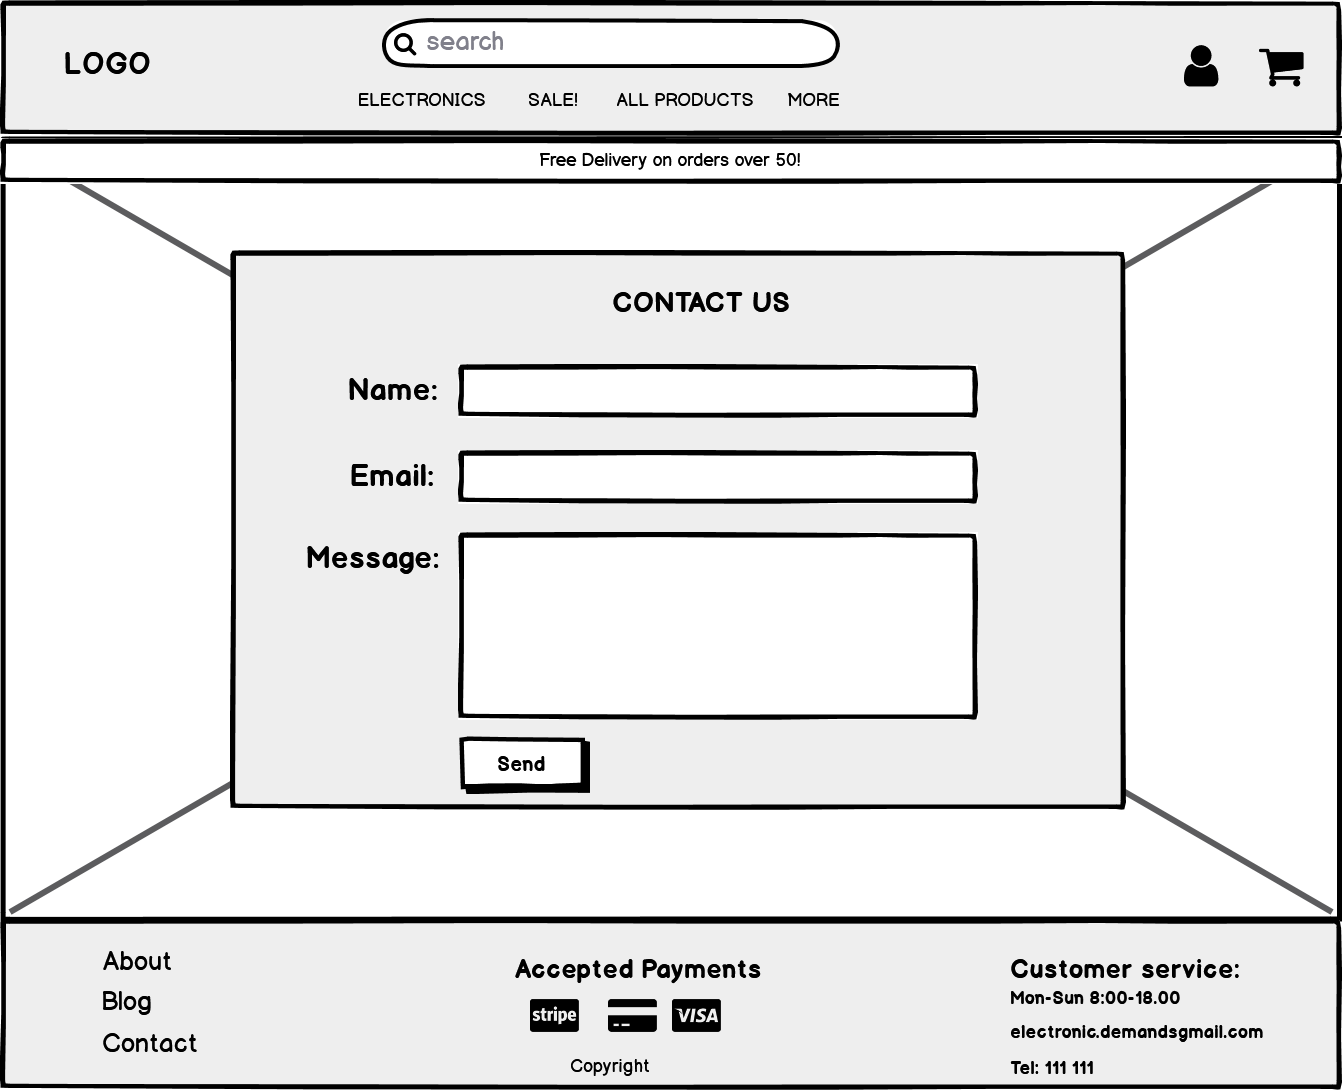 LOGO
search
ELECTRONICS SALE! ALL PRODUCTS MORE
Free Delivery on orders over 50!
CONTACT US
Name:
Email:
Message:
Send
About
Blog
Contact
Accepted Payments
stripe VISA
Copyright
Customer service:
Mon-Sun 8:00-18.00
electronic.demandsgmail.com
Tel: 111 111